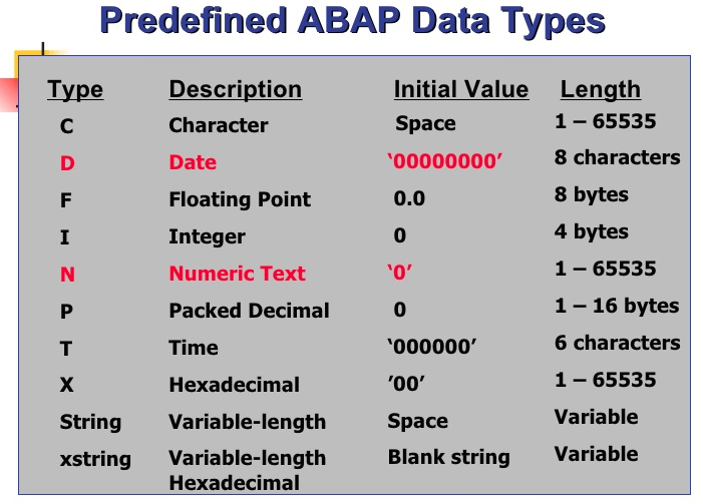 Predefined ABAP Data Types
Type Description Initial Value Length
C Character Space 1 – 65535
D Date ‘00000000’ 8 characters
F Floating Point 0.0 8 bytes
I Integer 0 4 bytes
N Numeric Text ‘0’ 1 – 65535
P Packed Decimal 0 1 – 16 bytes
T Time ‘000000’ 6 characters
X Hexadecimal ’00’ 1 – 65535
String Variable-length Space Variable
xstring Variable-length Blank string Variable
Hexadecimal